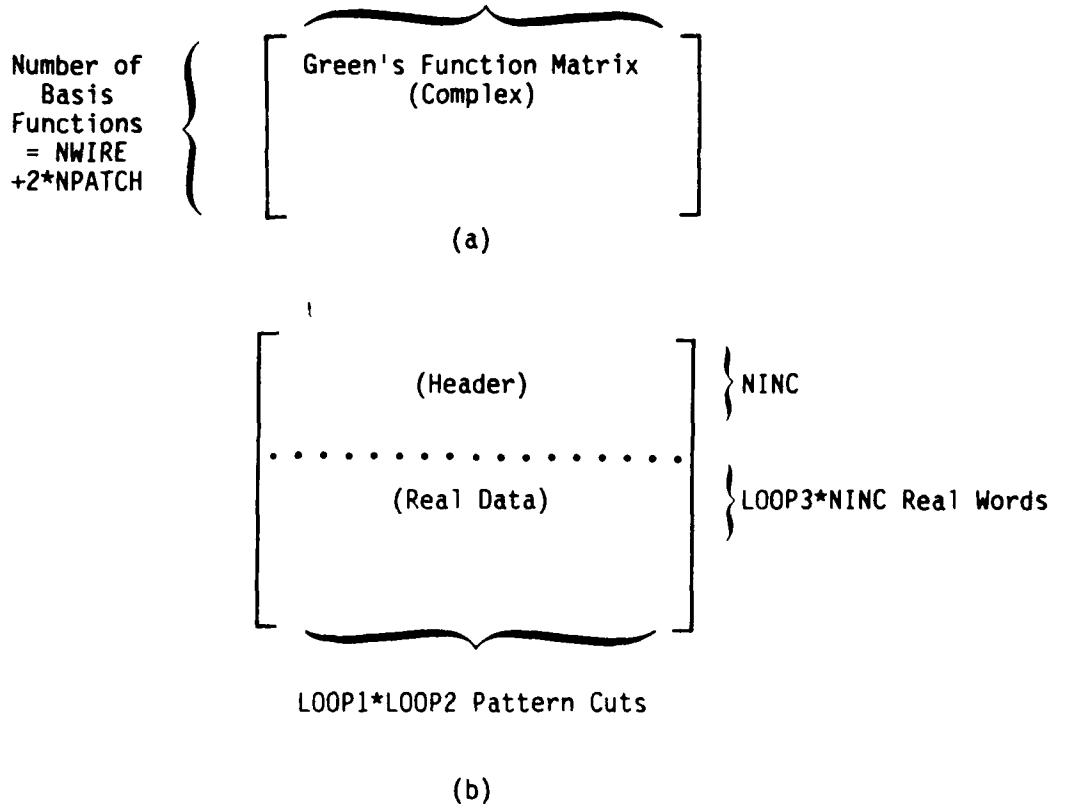 Number of
Basis
Functions
= NWIRE
+2*NPATCH
Green's Function Matrix
(Complex)
(a)
(Header)
NINC
(Real Data)
LOOP3*NINC Real Words
LOOP1*LOOP2 Pattern Cuts
(b)